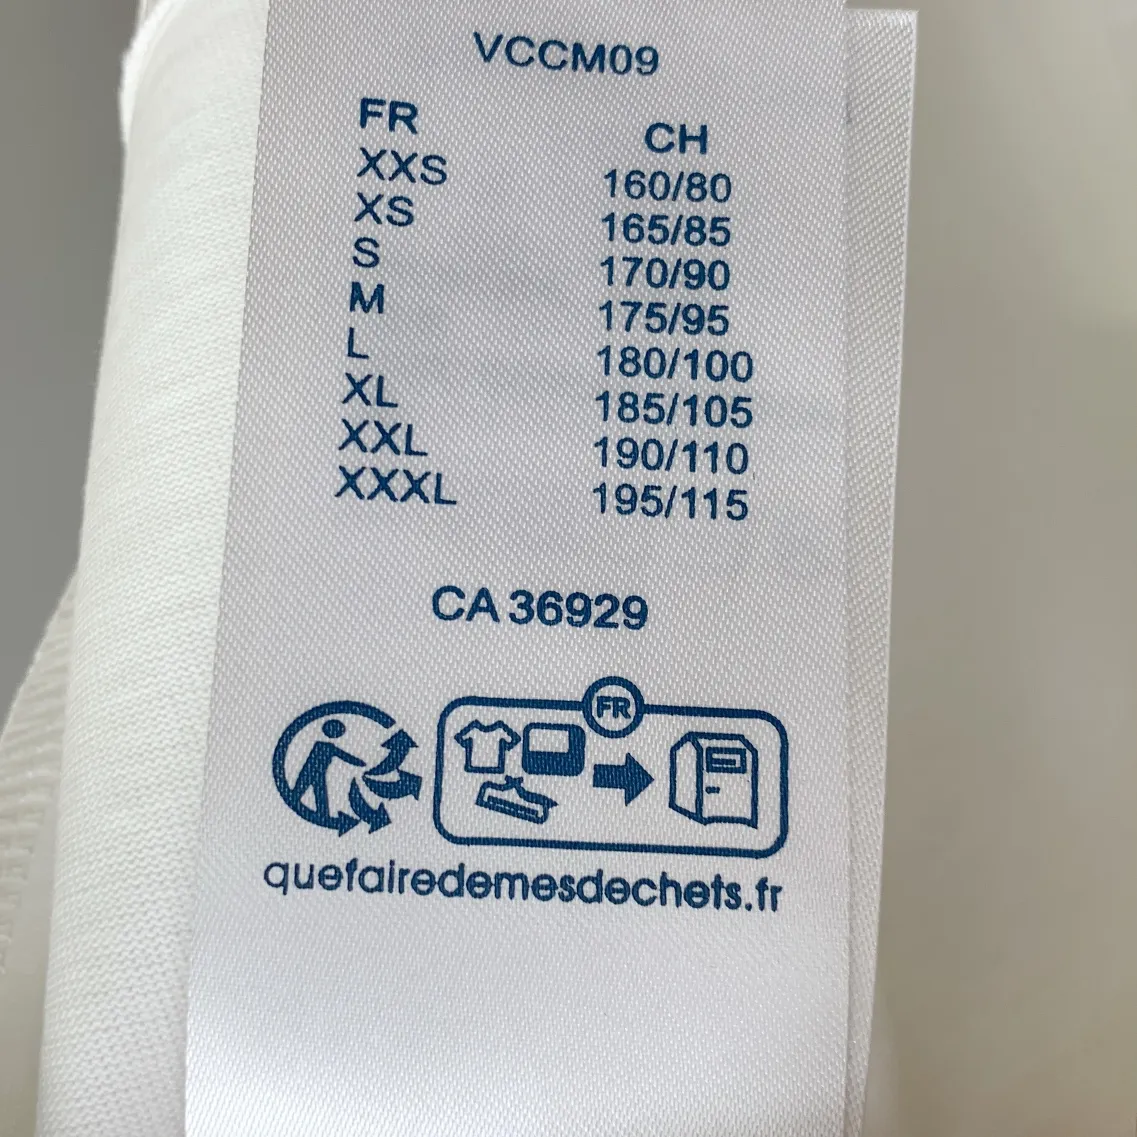 VCCM09
FR CH
XXS 160/80
XS 165/85
S 170/90
M 175/95
L 180/100
XL 185/105
XXL 190/110
XXXL 195/115
CA 36929
FR
quefairedemesdechets.fr